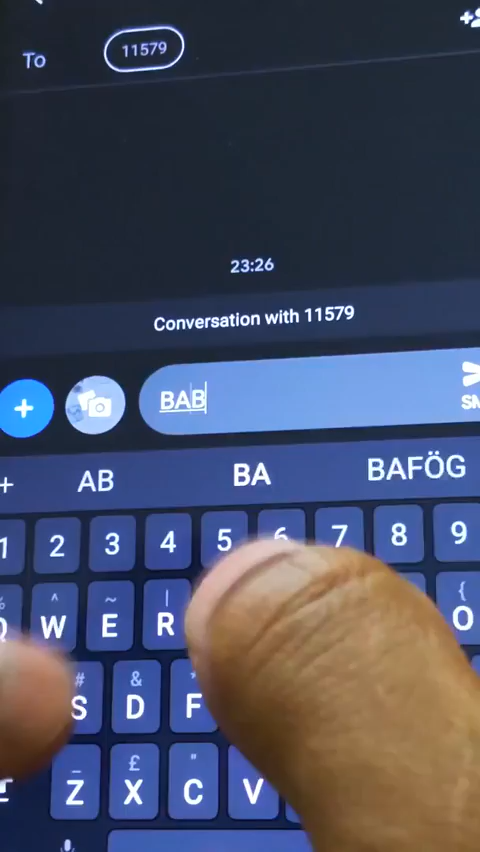 To 11579
23:26
Conversation with 11579
BAB
+ AB BA BAFÖG
1 2 3 4 5 6 7 8 9
^ ~ | {
W E R O
# & *
S D F
_ £ "
Z X C V